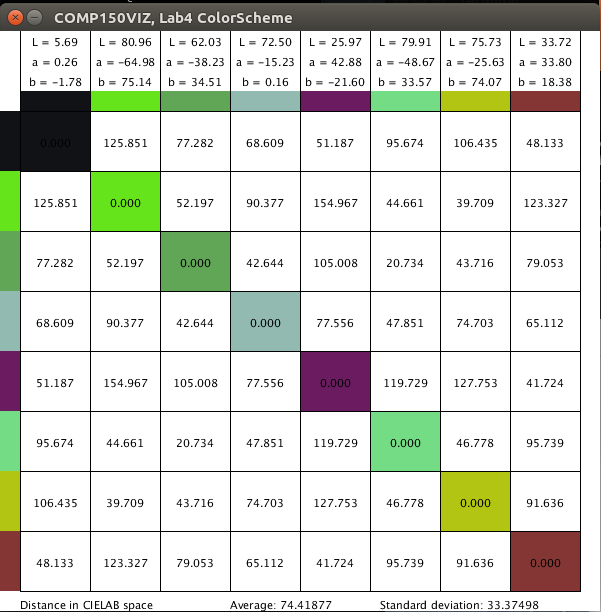 COMP150VIZ, Lab4 ColorScheme
L = 5.69 L = 80.96 L = 62.03 L = 72.50 L = 25.97 L = 79.91 L = 75.73 L = 33.72
a = 0.26 a = -64.98 a = -38.23 a = -15.23 a = 42.88 a = -48.67 a = -25.63 a = 33.80
b = -1.78 b = 75.14 b = 34.51 b = 0.16 b = -21.60 b = 33.57 b = 74.07 b = 18.38
0.000 125.851 77.282 68.609 51.187 95.674 106.435 48.133
125.851 0.000 52.197 90.377 154.967 44.661 39.709 123.327
77.282 52.197 0.000 42.644 105.008 20.734 43.716 79.053
68.609 90.377 42.644 0.000 77.556 47.851 74.703 65.112
51.187 154.967 105.008 77.556 0.000 119.729 127.753 41.724
95.674 44.661 20.734 47.851 119.729 0.000 46.778 95.739
106.435 39.709 43.716 74.703 127.753 46.778 0.000 91.636
48.133 123.327 79.053 65.112 41.724 95.739 91.636 0.000
Distance in CIELAB space Average: 74.41877 Standard deviation: 33.37498